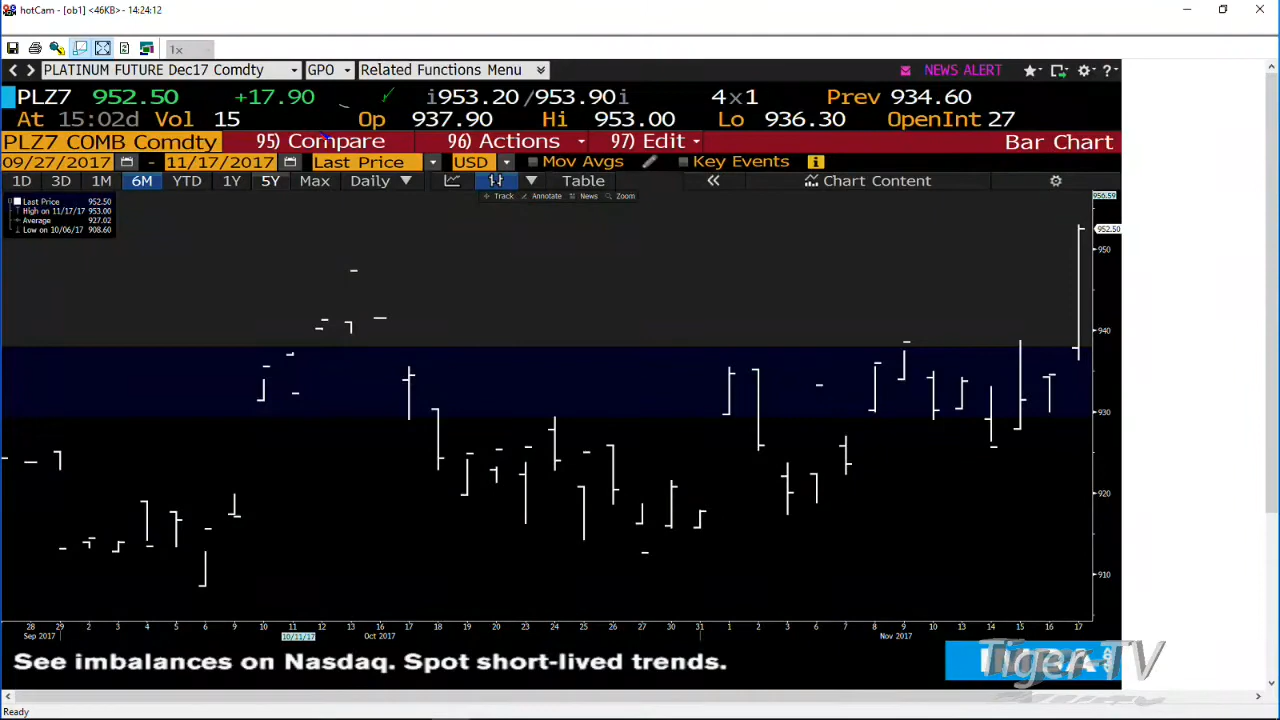 hotCam - [ob1] <46KB> - 14:24:12
1x
PLATINUM FUTURE Dec17 Comdty GPO Related Functions Menu NEWS ALERT
PLZ7 952.50 +17.90 i953.20 /953.90i 4x1 Prev 934.60
At 15:02d Vol 15 Op 937.90 Hi 953.00 Lo 936.30 OpenInt 27
PLZ7 COMB Comdty 95) Compare 96) Actions 97) Edit Bar Chart
09/27/2017 - 11/17/2017 Last Price USD Mov Avgs Key Events
1D 3D 1M 6M YTD 1Y 5Y Max Daily Table « Chart Content
Track Annotate News Zoom
956.59
Last Price 952.50
High on 11/17/17 953.00
Average 927.02
Low on 10/06/17 908.60
952.50
950
940
930
920
910
28 29 2 3 4 5 6 9 10 11 12 13 16 17 18 19 20 23 24 25 26 27 30 31 1 2 3 6 7 8 9 10 13 14 15 16 17
Sep 2017 10/11/17 Oct 2017 Nov 2017
See imbalances on Nasdaq. Spot short-lived trends.
Tiger-TV
Ready